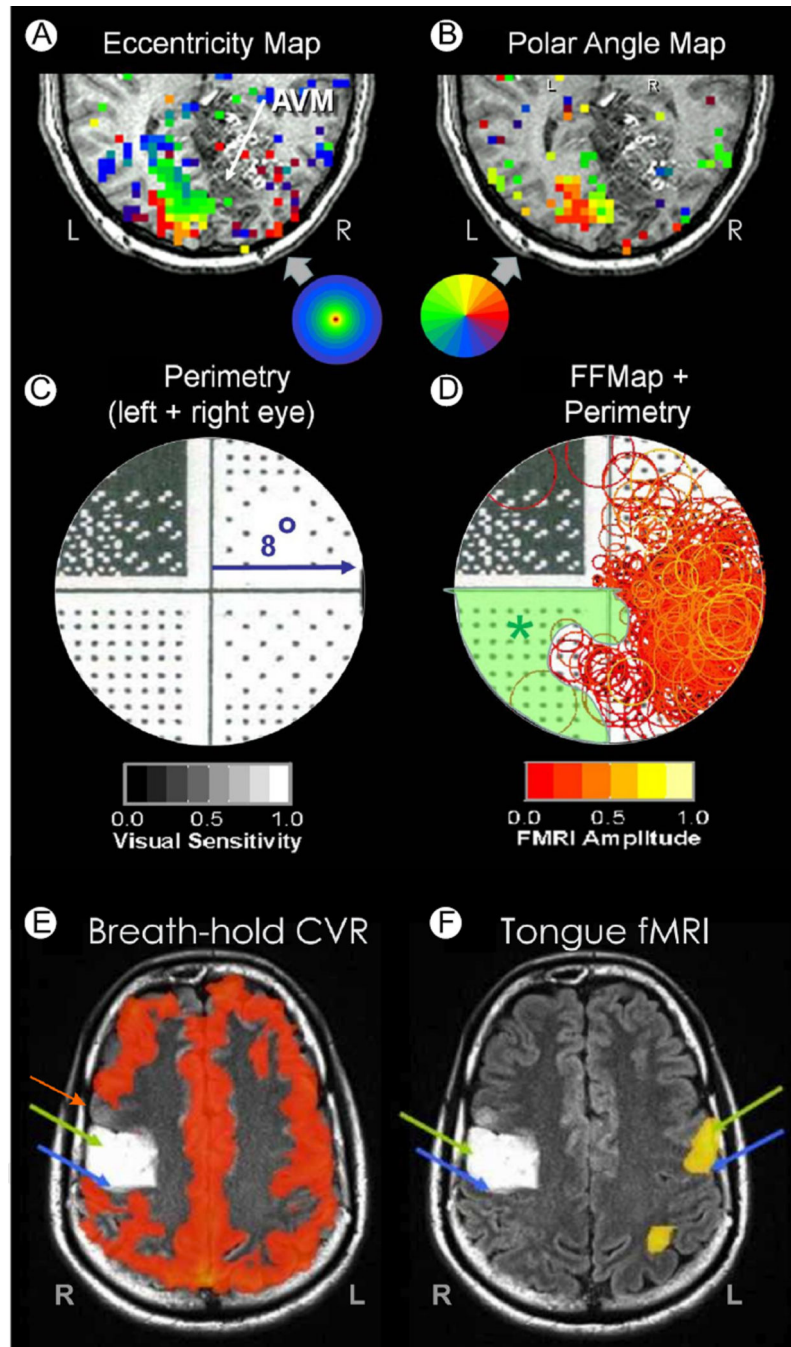 A
Eccentricity Map
B
Polar Angle Map
AVM
L
R
L
R
L
R
C
Perimetry
(left + right eye)
D
FFMap +
Perimetry
8°
*
0.0 0.5 1.0
Visual Sensitivity
0.0 0.5 1.0
FMRI Amplitude
E
Breath-hold CVR
F
Tongue fMRI
R
L
R
L